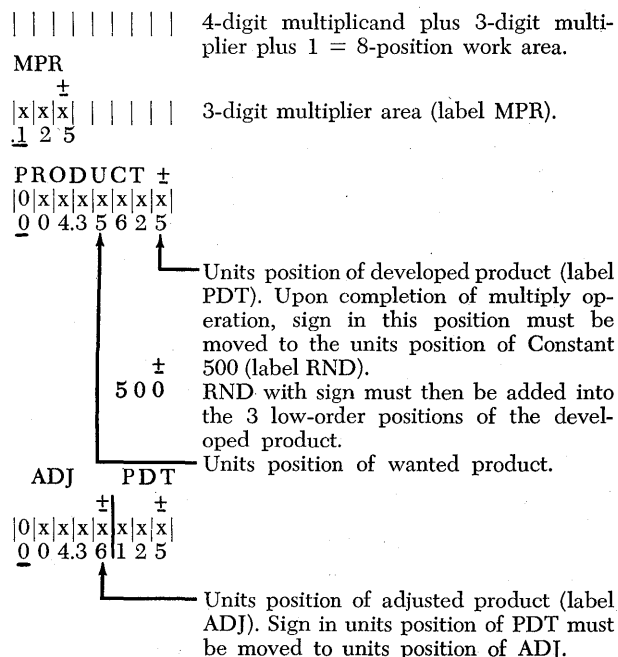 | | | | | | | | | 4-digit multiplicand plus 3-digit multi-
plier plus 1 = 8-position work area.
MPR
±
|x|x|x| | | | | | 3-digit multiplier area (label MPR).
.1 2 5
PRODUCT ±
|0|x|x|x|x|x|x|x|
0 0 4.3 5 6 2 5
Units position of developed product (label
PDT). Upon completion of multiply op-
eration, sign in this position must be
moved to the units position of Constant
± 500 (label RND).
5 0 0 RND with sign must then be added into
the 3 low-order positions of the devel-
oped product.
Units position of wanted product.
ADJ PDT
± ±
|0|x|x|x|x|x|x|x|
0 0 4.3 6 1 2 5
Units position of adjusted product (label
ADJ). Sign in units position of PDT must
be moved to units position of ADJ.